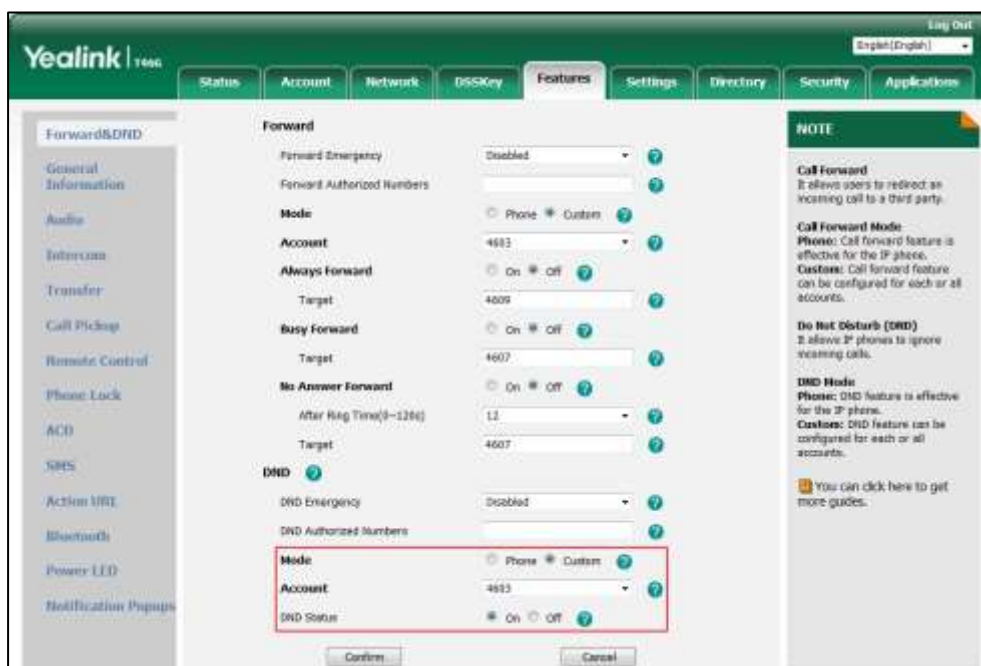 Log Out
Yealink T46G
English(English)
Status Account Network DSSKey Features Settings Directory Security Applications
Forward&DND
General Information
Audio
Intercom
Transfer
Call Pickup
Remote Control
Phone Lock
ACD
SMS
Action URL
Bluetooth
Power LED
Notification Popups
Forward
Forward Emergency Disabled
Forward Authorized Numbers
Mode Phone Custom
Account 4603
Always Forward On Off
Target 4609
Busy Forward On Off
Target 4607
No Answer Forward On Off
After Ring Time(0~120s) 12
Target 4607
DND
DND Emergency Disabled
DND Authorized Numbers
Mode Phone Custom
Account 4603
DND Status On Off
Confirm Cancel
NOTE
Call Forward
It allows users to redirect an
incoming call to a third party.
Call Forward Mode
Phone: Call forward feature is
effective for the IP phone.
Custom: Call forward feature
can be configured for each or all
accounts.
Do Not Disturb (DND)
It allows IP phones to ignore
incoming calls.
DND Mode
Phone: DND feature is effective
for the IP phone.
Custom: DND feature can be
configured for each or all
accounts.
You can click here to get
more guides.